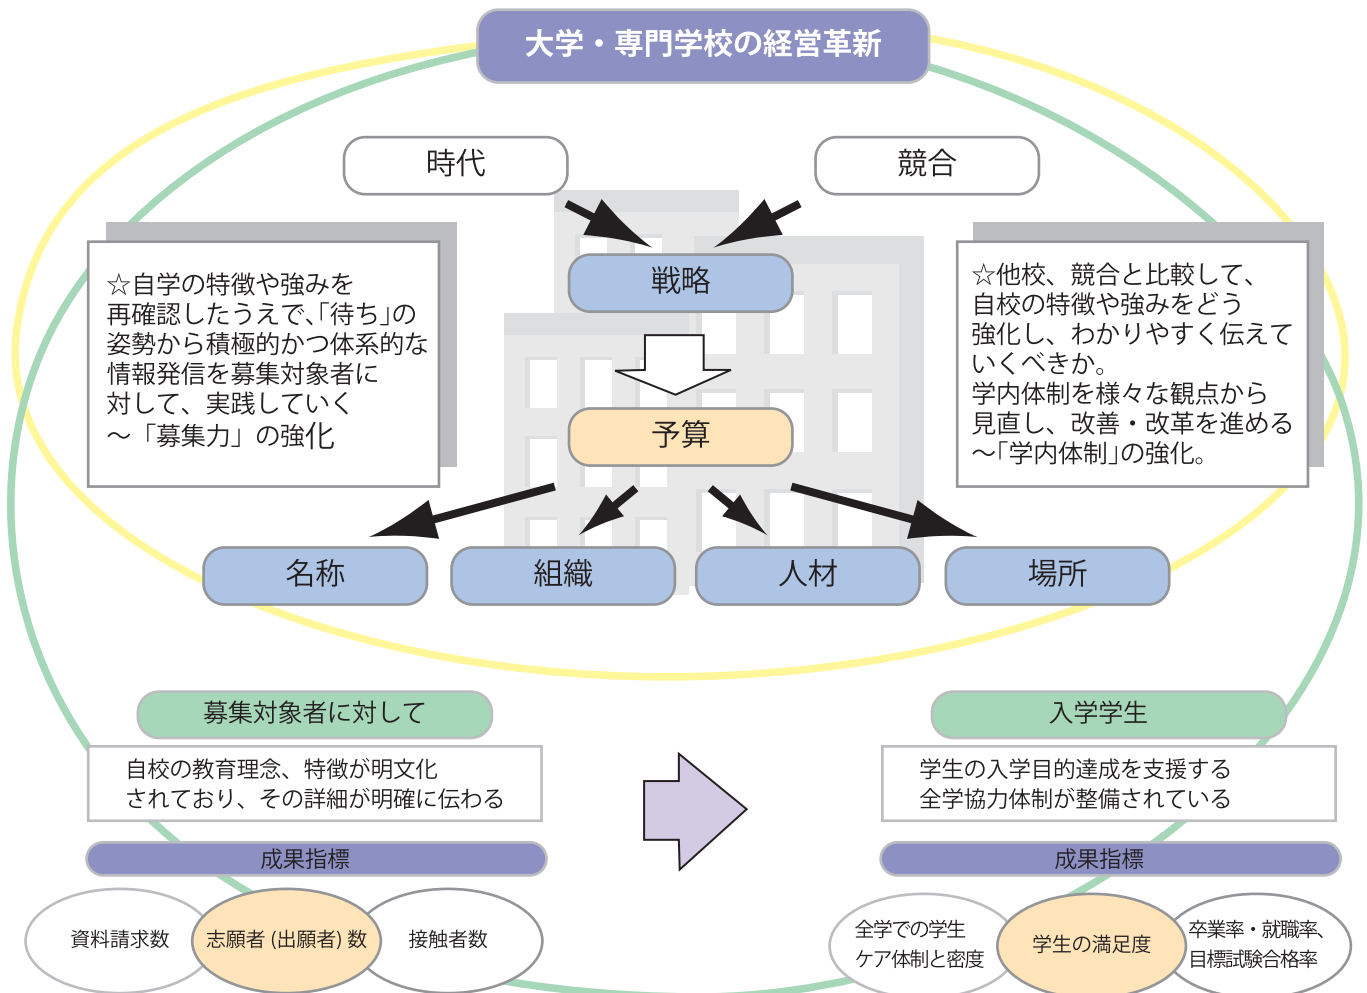 大学・専門学校の経営革新
時代
競合
☆自学の特徴や強みを
再確認したうえで、「待ち」の
姿勢から積極的かつ体系的な
情報発信を募集対象者に
対して、実践していく
～「募集力」の強化
戦略
☆他校、競合と比較して、
自校の特徴や強みをどう
強化し、わかりやすく伝えて
いくべきか。
学内体制を様々な観点から
見直し、改善・改革を進める
～「学内体制」の強化。
予算
名称
組織
人材
場所
募集対象者に対して
自校の教育理念、特徴が明文化
されており、その詳細が明確に伝わる
成果指標
資料請求数
志願者 (出願者) 数
接触者数
入学学生
学生の入学目的達成を支援する
全学協力体制が整備されている
成果指標
全学での学生
ケア体制と密度
学生の満足度
卒業率・就職率、
目標試験合格率